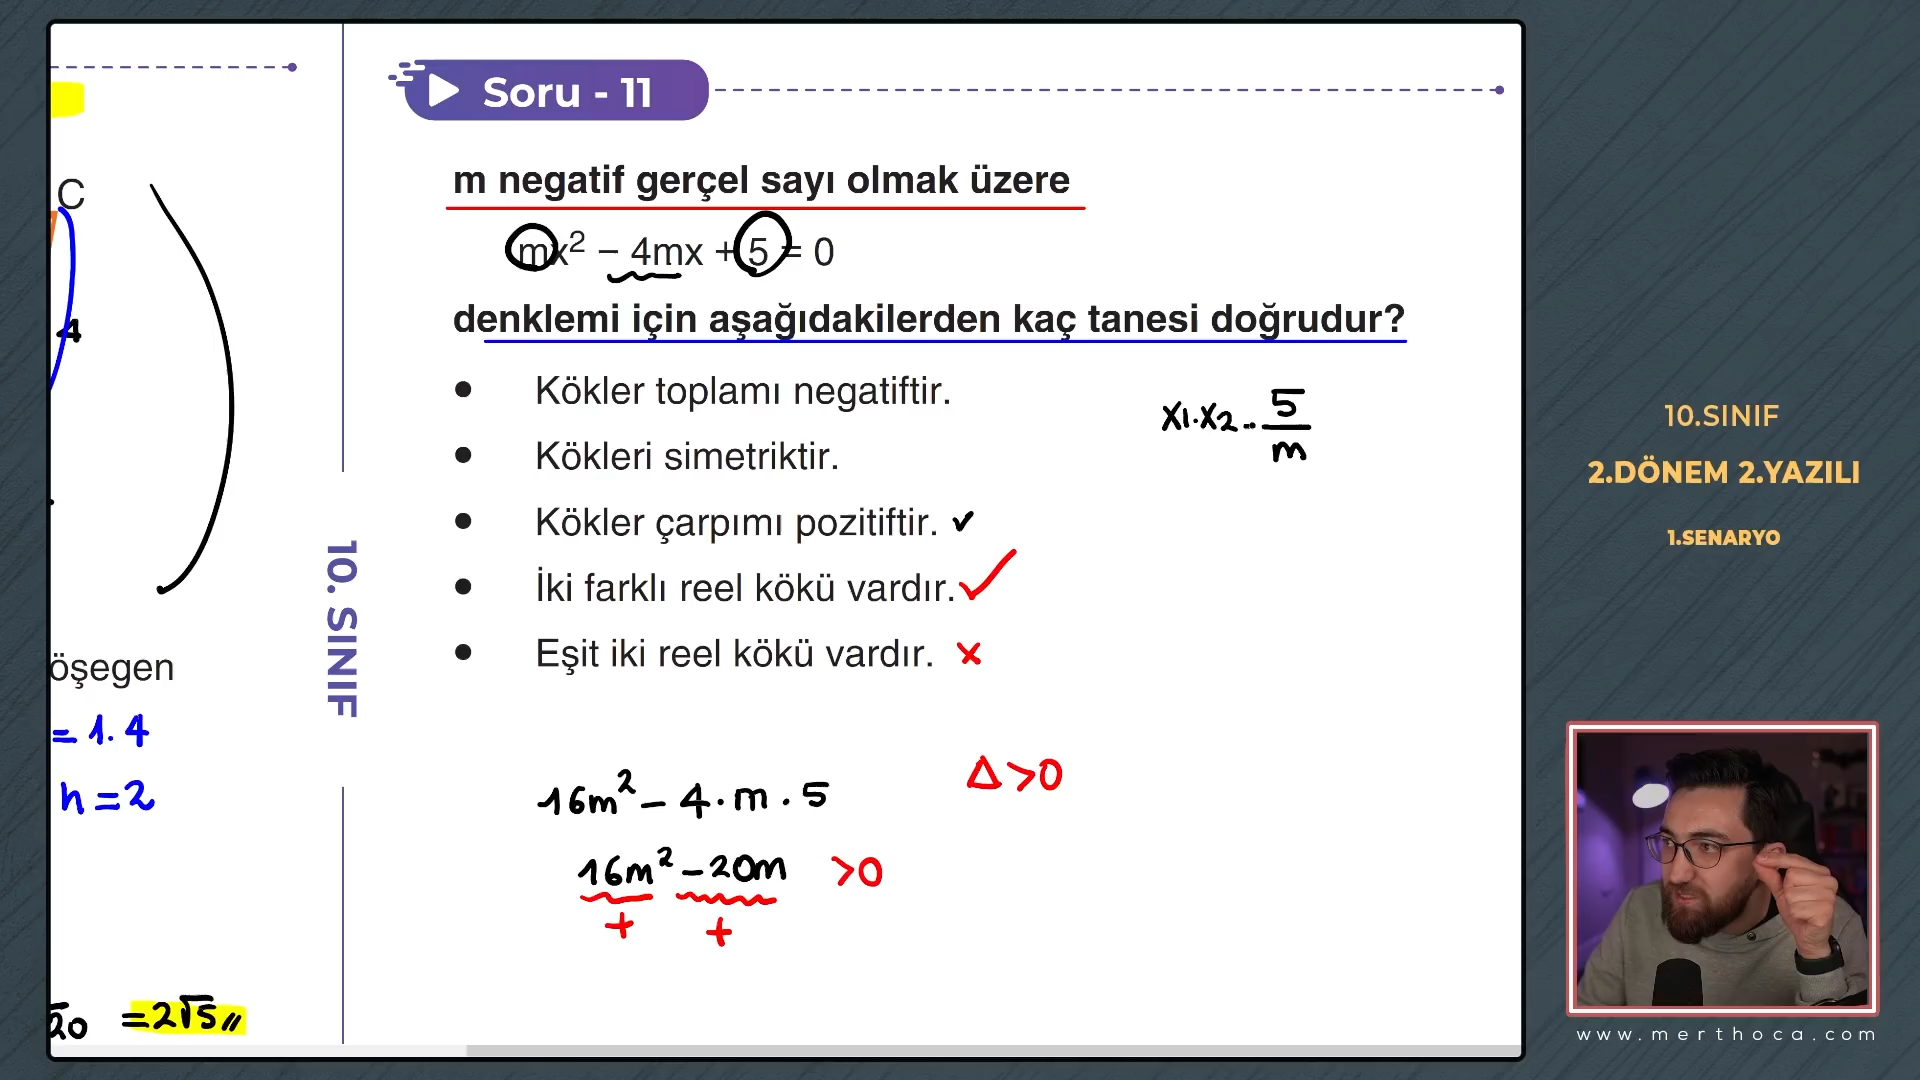 C
4
öşegen
= 1.4
h = 2
20 = 2√5 //
10. SINIF
Soru - 11
m negatif gerçel sayı olmak üzere
mx² – 4mx + 5 = 0
denklemi için aşağıdakilerden kaç tanesi doğrudur?
• Kökler toplamı negatiftir.
• Kökleri simetriktir.
• Kökler çarpımı pozitiftir. ✓
• İki farklı reel kökü vardır. ✓
• Eşit iki reel kökü vardır. ×
x1.x2 = 5/m
16m² – 4.m.5
Δ>0
16m² – 20m >0
+ +
10.SINIF
2.DÖNEM 2.YAZILI
1.SENARYO
www.merthoca.com